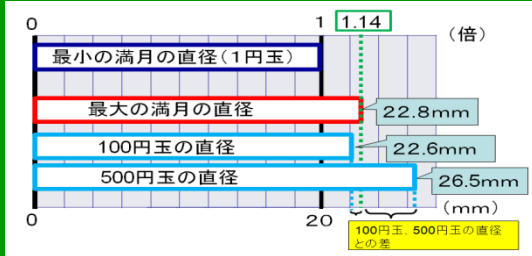 0 1 1.14 (倍)
最小の満月の直径(1円玉)
最大の満月の直径
22.8mm
100円玉の直径
22.6mm
500円玉の直径
26.5mm
0 20 (mm)
100円玉、500円玉の直径
との差